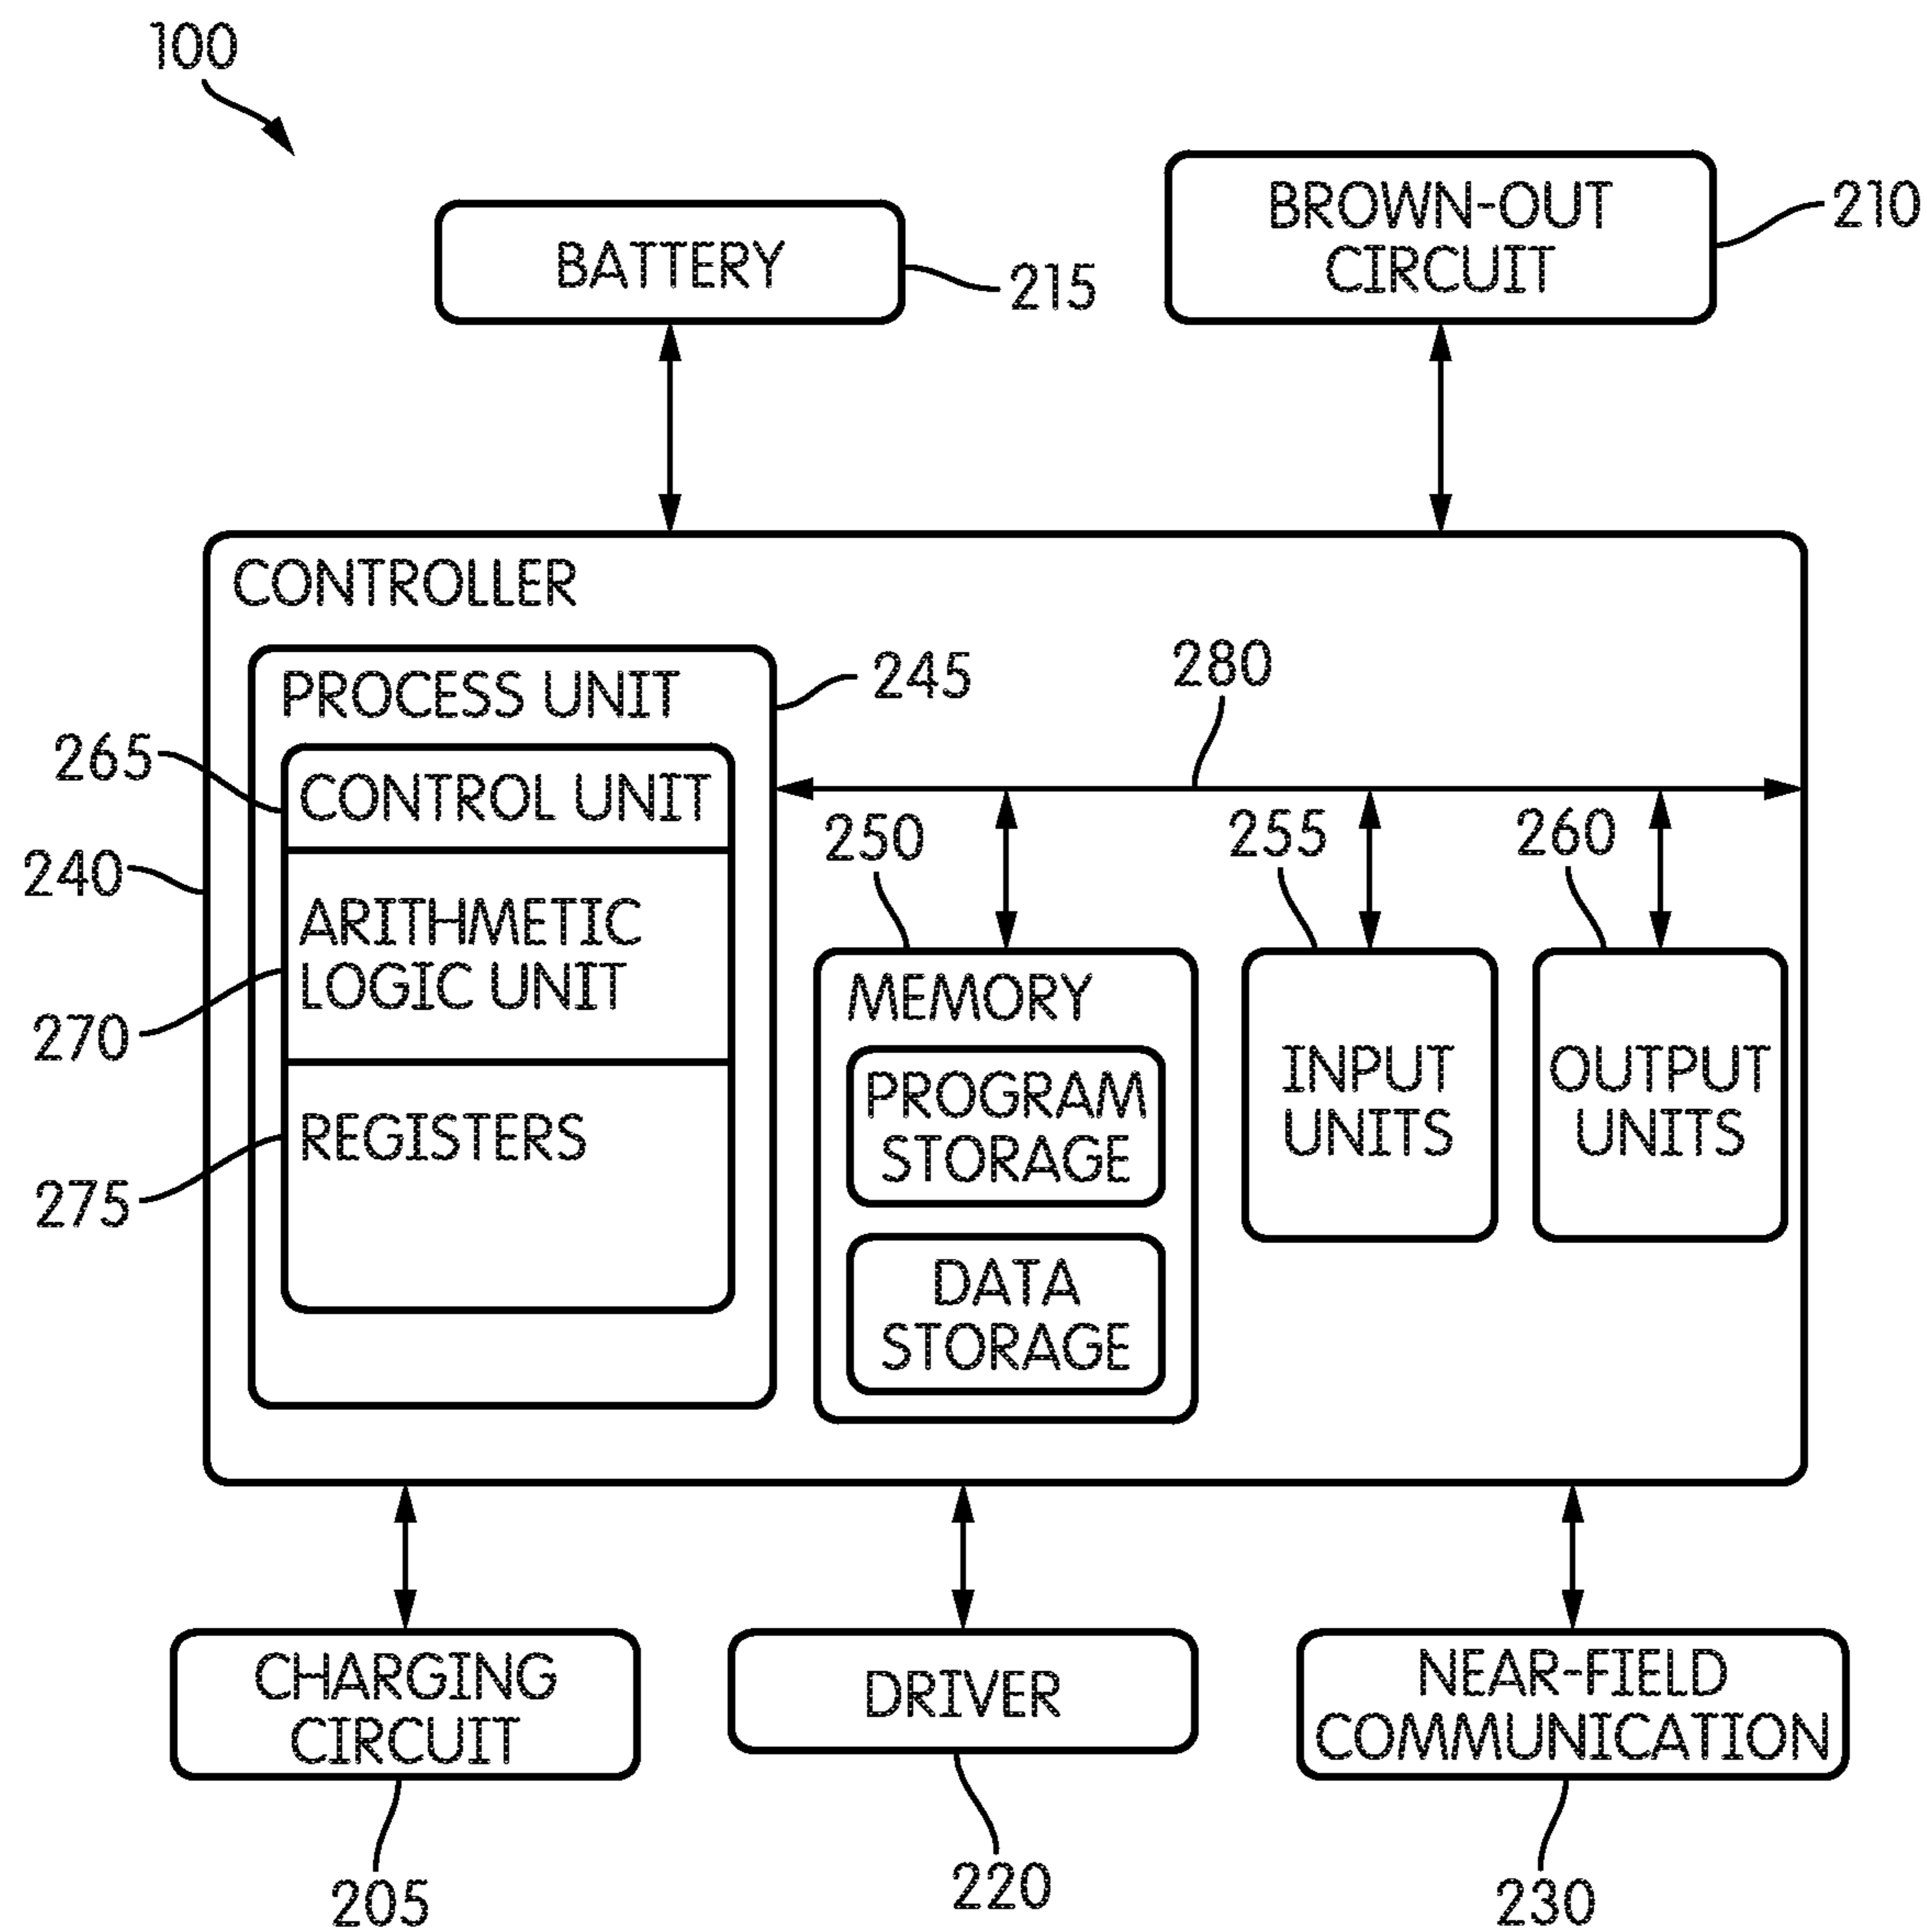 100
BROWN-OUT
CIRCUIT
210
BATTERY
215
CONTROLLER
PROCESS UNIT
245
280
265
CONTROL UNIT
250
255
260
240
ARITHMETIC
LOGIC UNIT
270
MEMORY
PROGRAM
STORAGE
INPUT
UNITS
OUTPUT
UNITS
REGISTERS
275
DATA
STORAGE
CHARGING
CIRCUIT
DRIVER
NEAR-FIELD
COMMUNICATION
205
220
230